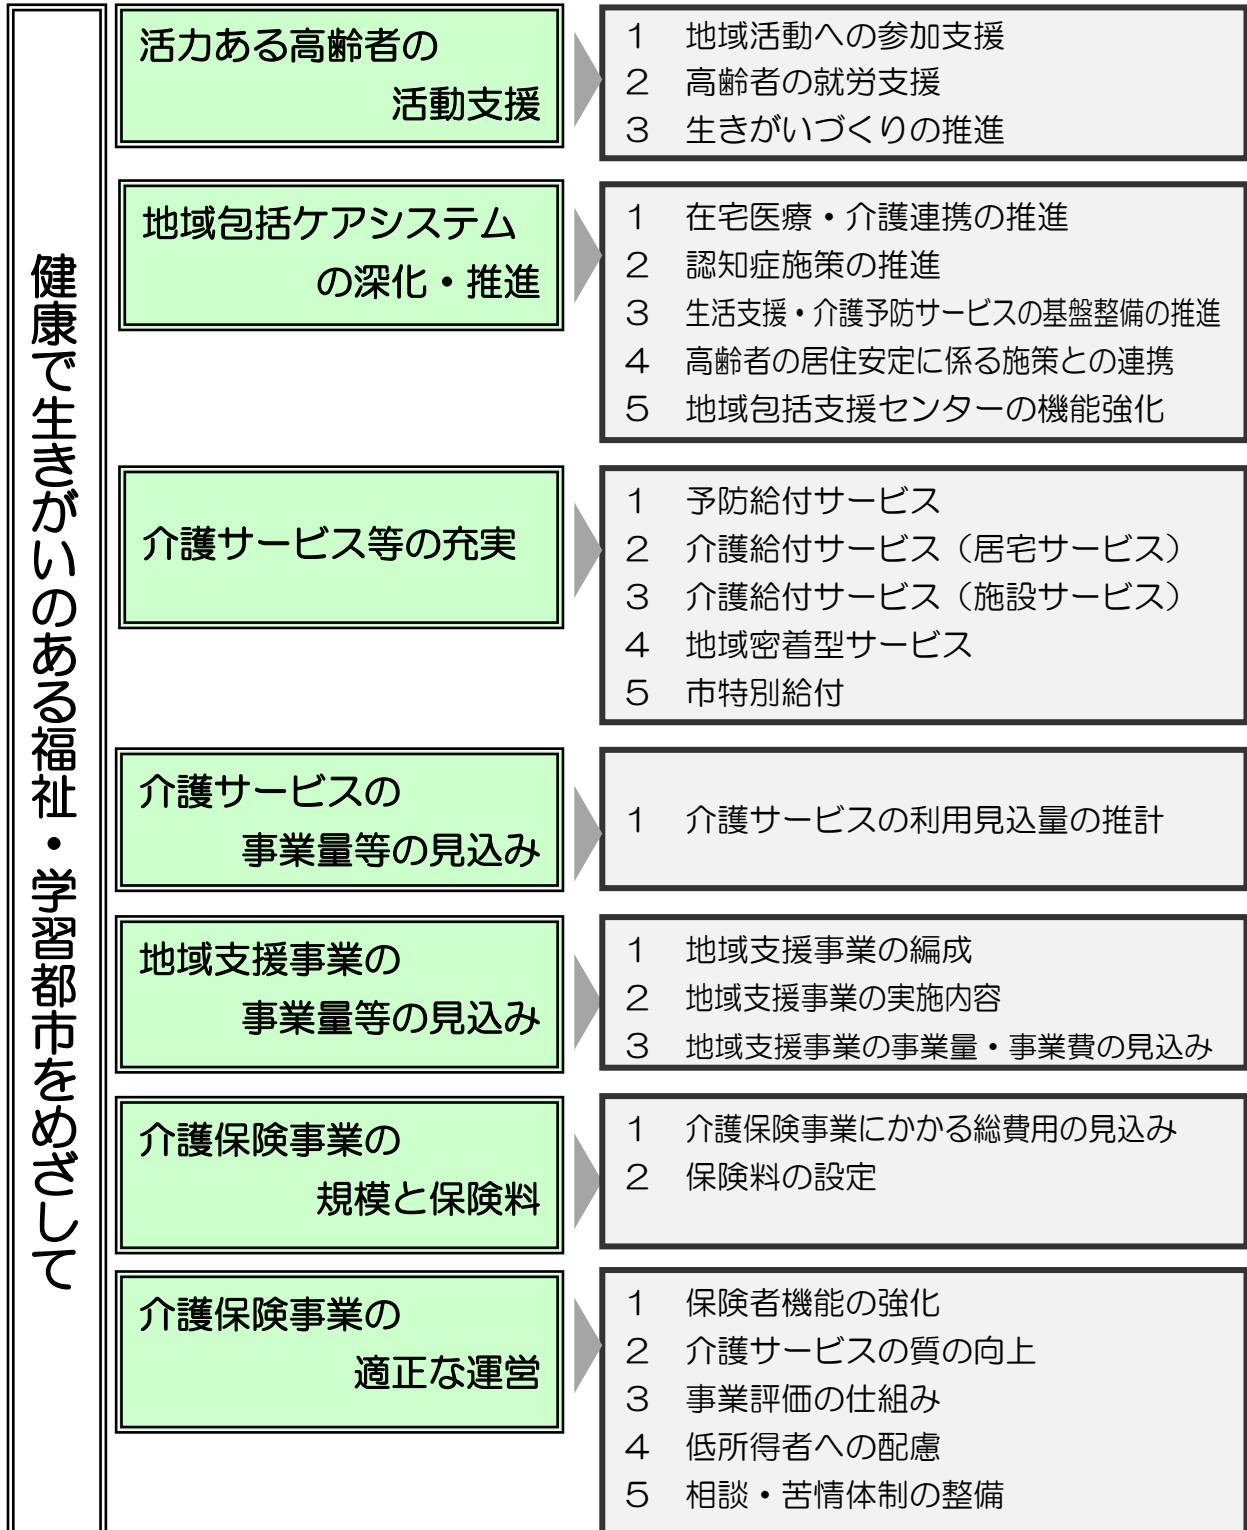 健康で生きがいのある福祉・学習都市をめざして
活力ある高齢者の
活動支援
1 地域活動への参加支援
2 高齢者の就労支援
3 生きがいづくりの推進
地域包括ケアシステム
の深化・推進
1 在宅医療・介護連携の推進
2 認知症施策の推進
3 生活支援・介護予防サービスの基盤整備の推進
4 高齢者の居住安定に係る施策との連携
5 地域包括支援センターの機能強化
介護サービス等の充実
1 予防給付サービス
2 介護給付サービス（居宅サービス）
3 介護給付サービス（施設サービス）
4 地域密着型サービス
5 市特別給付
介護サービスの
事業量等の見込み
1 介護サービスの利用見込量の推計
地域支援事業の
事業量等の見込み
1 地域支援事業の編成
2 地域支援事業の実施内容
3 地域支援事業の事業量・事業費の見込み
介護保険事業の
規模と保険料
1 介護保険事業にかかる総費用の見込み
2 保険料の設定
介護保険事業の
適正な運営
1 保険者機能の強化
2 介護サービスの質の向上
3 事業評価の仕組み
4 低所得者への配慮
5 相談・苦情体制の整備